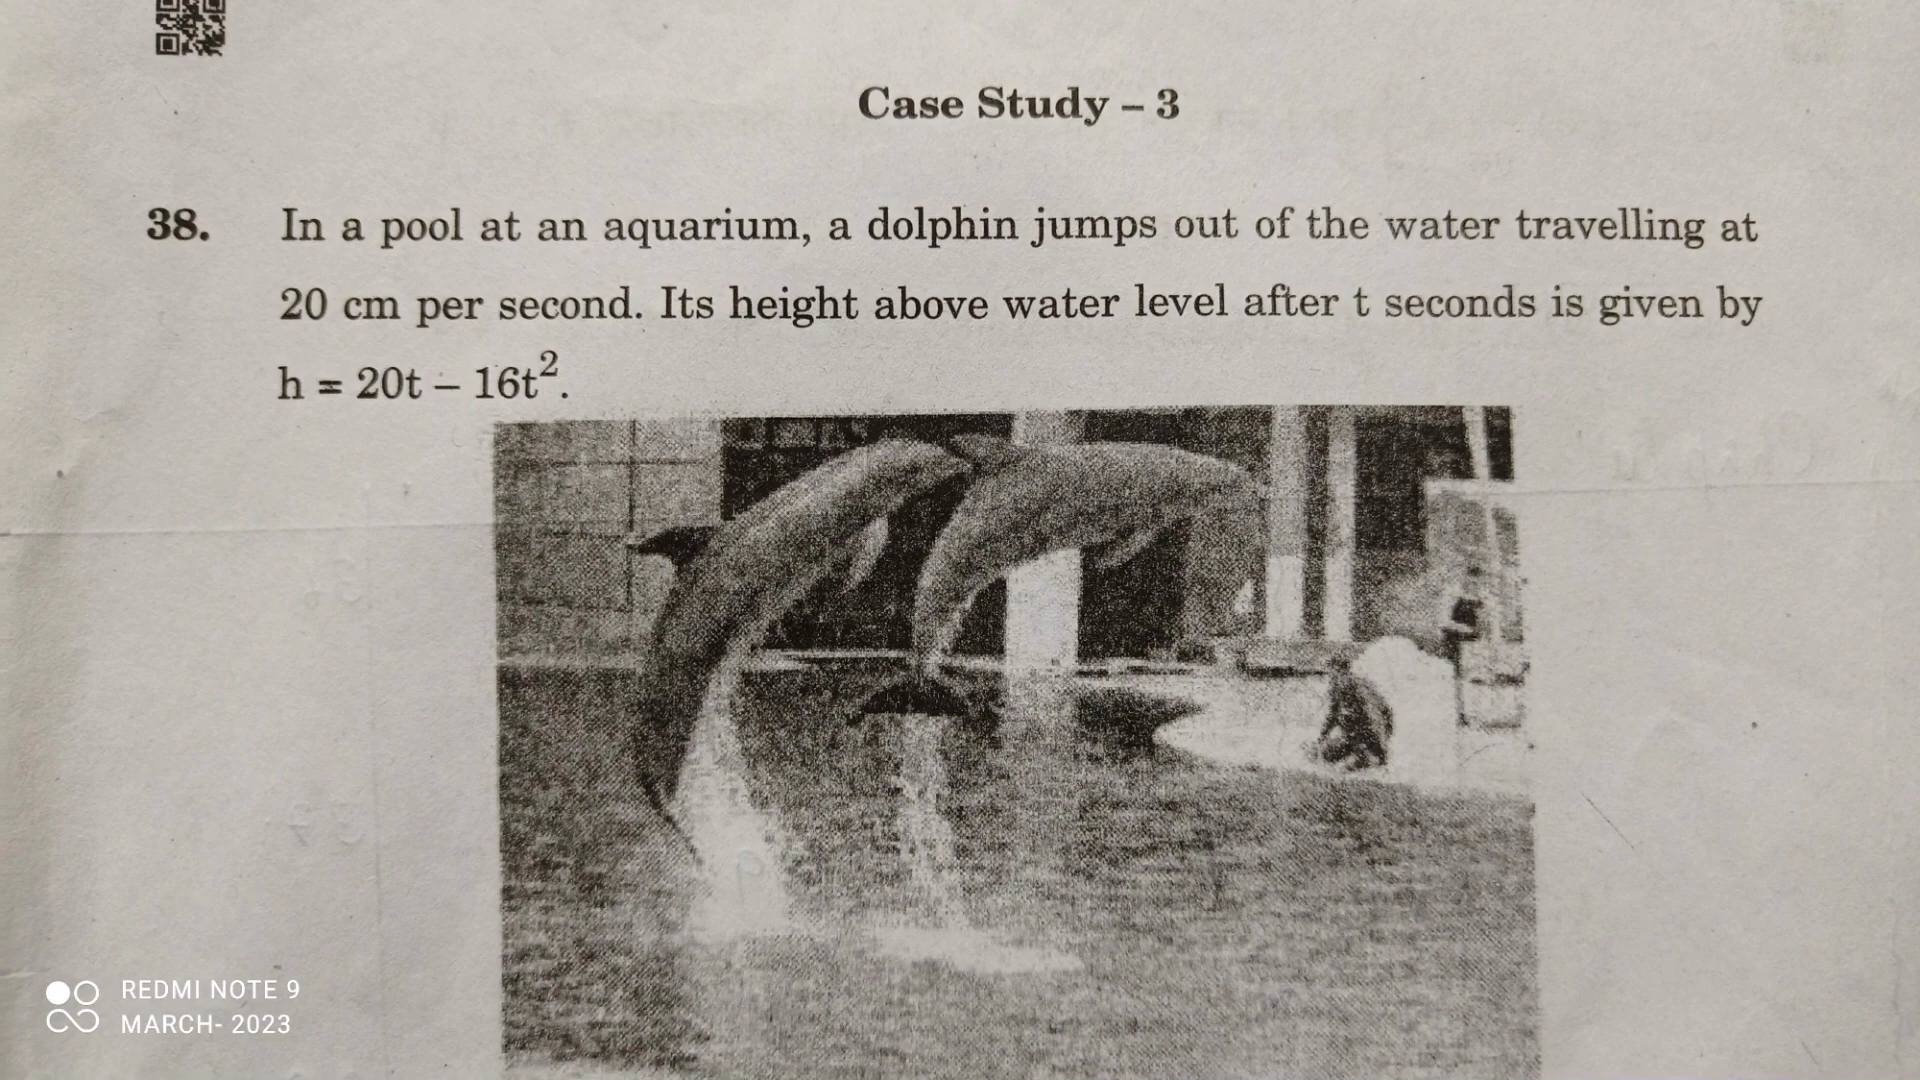 Case Study – 3
38. In a pool at an aquarium, a dolphin jumps out of the water travelling at
20 cm per second. Its height above water level after t seconds is given by
h = 20t – 16t².
REDMI NOTE 9
MARCH- 2023